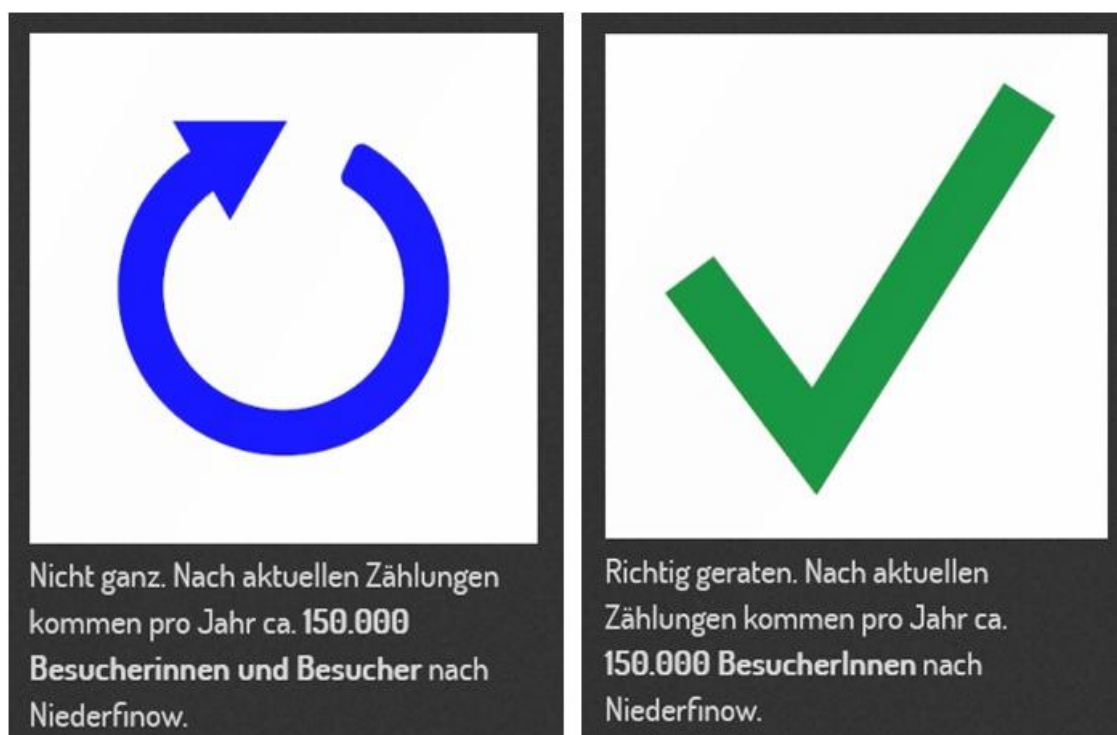 Nicht ganz. Nach aktuellen Zählungen
kommen pro Jahr ca. 150.000
Besucherinnen und Besucher nach
Niederfinow.
Richtig geraten. Nach aktuellen
Zählungen kommen pro Jahr ca.
150.000 BesucherInnen nach
Niederfinow.